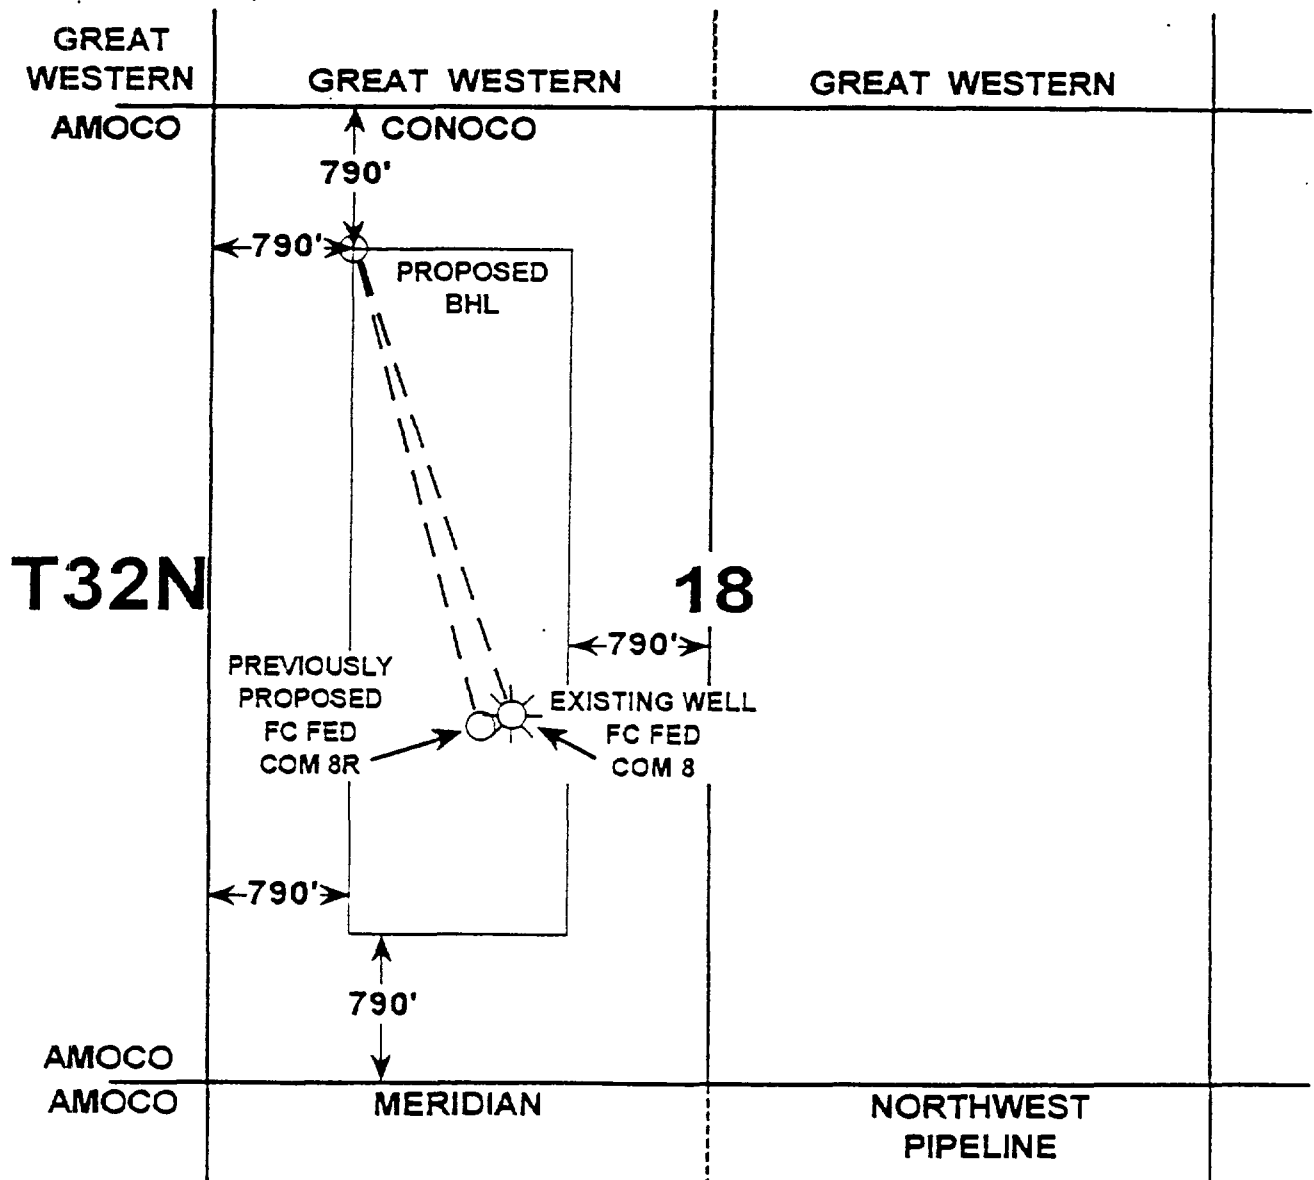 GREAT
WESTERN
GREAT WESTERN
GREAT WESTERN
AMOCO
CONOCO
790'
790'
PROPOSED
BHL
T32N
18
790'
PREVIOUSLY
PROPOSED
FC FED
COM 8R
EXISTING WELL
FC FED
COM 8
790'
790'
AMOCO
AMOCO
MERIDIAN
NORTHWEST
PIPELINE